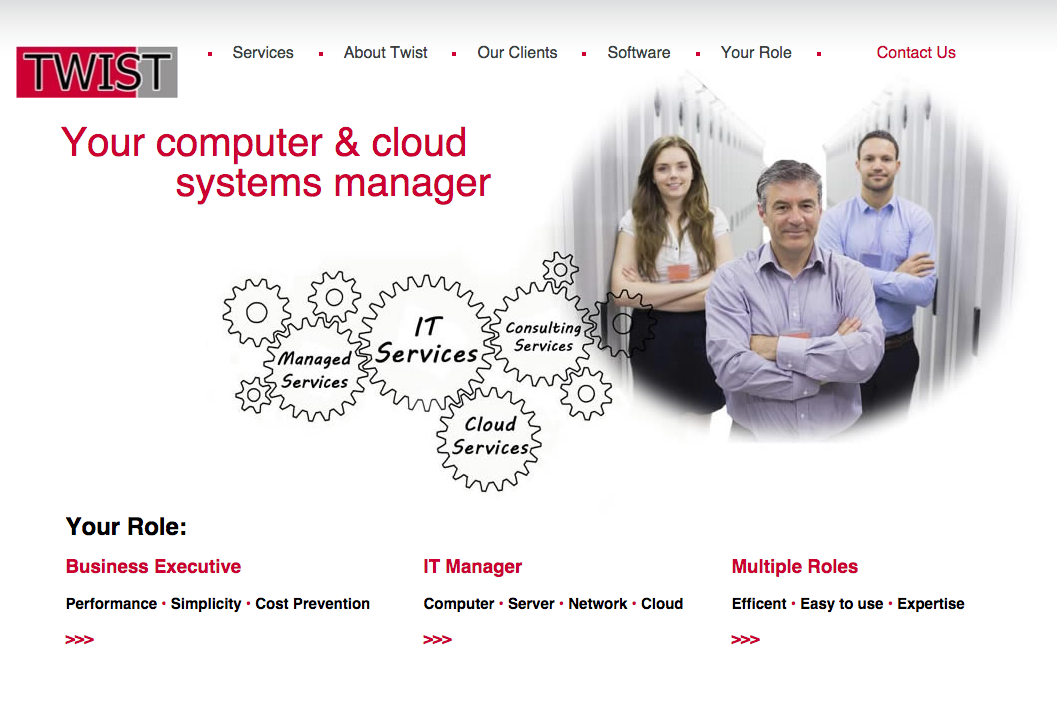 TWIST
Services
About Twist
Our Clients
Software
Your Role
Contact Us
Your computer & cloud
systems manager
IT
Services
Consulting
Services
Managed
Services
Cloud
Services
Your Role:
Business Executive
Performance • Simplicity • Cost Prevention
>>>
IT Manager
Computer • Server • Network • Cloud
>>>
Multiple Roles
Efficent • Easy to use • Expertise
>>>